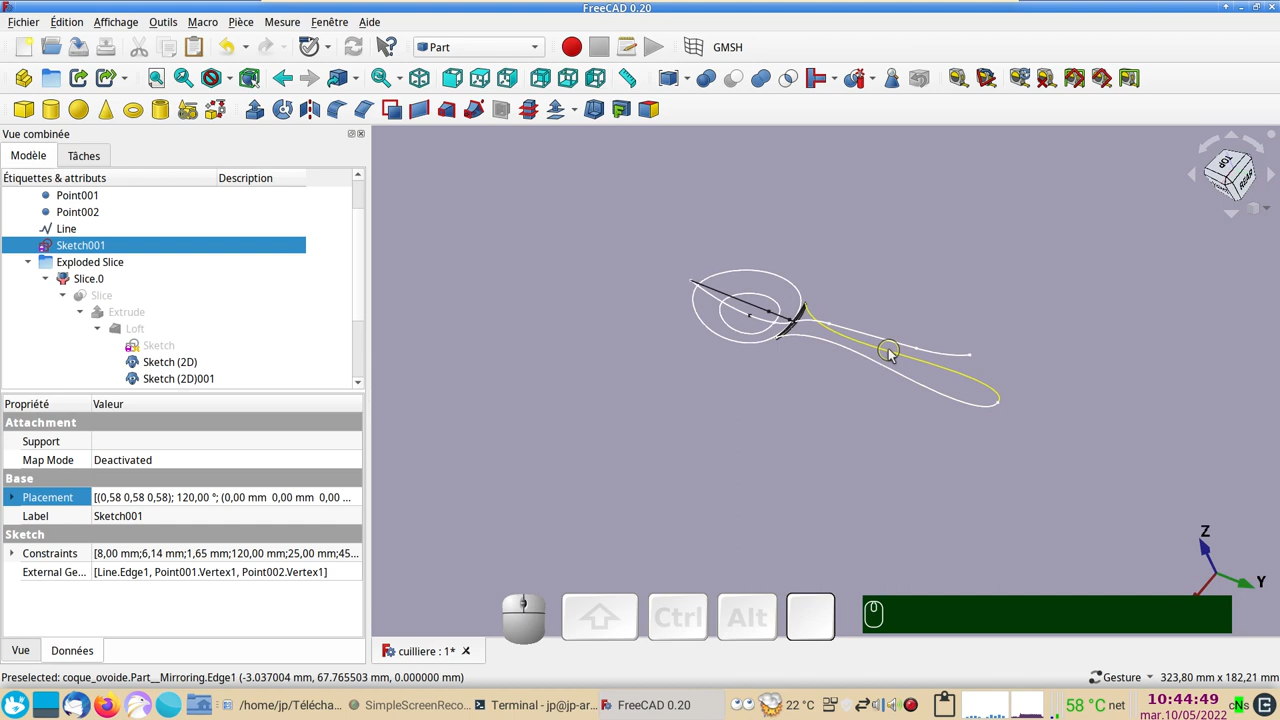 FreeCAD 0.20
Fichier Édition Affichage Outils Macro Pièce Mesure Fenêtre Aide
Part
GMSH
Vue combinée
Modèle Tâches
Étiquettes & attributs Description
Point001
Point002
Line
Sketch001
Exploded Slice
Slice.0
Slice
Extrude
Loft
Sketch
Sketch (2D)
Sketch (2D)001
Propriété Valeur
Attachment
Support
Map Mode Deactivated
Base
Placement [(0,58 0,58 0,58); 120,00 °; (0,00 mm 0,00 mm 0,00 ...
Label Sketch001
Sketch
Constraints [8,00 mm;6,14 mm;1,65 mm;120,00 mm;25,00 mm;45...
External Ge... [Line.Edge1, Point001.Vertex1, Point002.Vertex1]
TOP
REAR
Z
Y
Ctrl Alt
Vue Données
cuilliere : 1*
Preselected: coque_ovoide.Part__Mirroring.Edge1 (-3.037004 mm, 67.765503 mm, 0.000000 mm)
Gesture 323,80 mm x 182,21 mm
/home/jp/Télécha... SimpleScreenReco... Terminal - jp@jp-ar... FreeCAD 0.20
22 °C
58 °C net
10:44:49
mar.10/05/2022